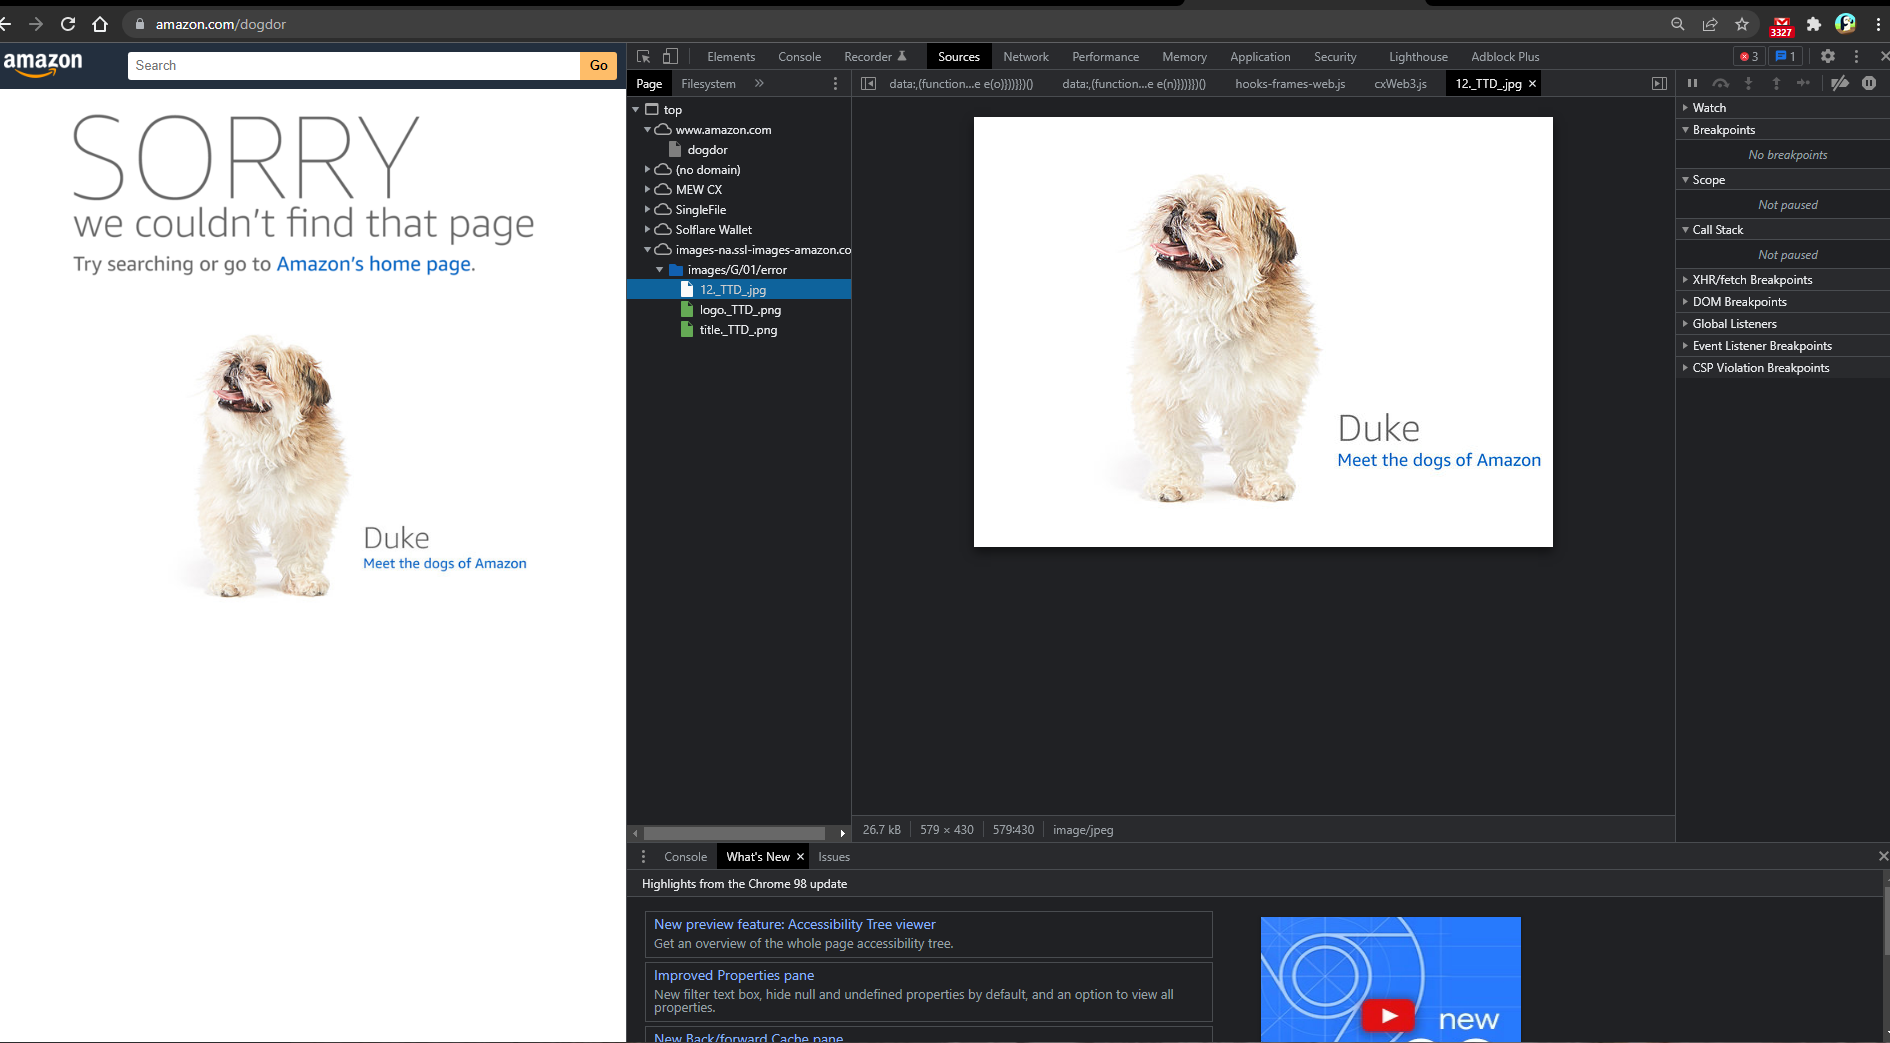 amazon.com/dogdor
3327
amazon
Search
Go
SORRY
we couldn't find that page
Try searching or go to Amazon's home page.
Duke
Meet the dogs of Amazon
Elements
Console
Recorder
Sources
Network
Performance
Memory
Application
Security
Lighthouse
Adblock Plus
3
1
Page
Filesystem
data:,(function...e e(o)}}}}})()
data:,(function...e e(n)}}}}})()
hooks-frames-web.js
cxWeb3.js
12._TTD_.jpg
top
www.amazon.com
dogdor
(no domain)
MEW CX
SingleFile
Solflare Wallet
images-na.ssl-images-amazon.co
images/G/01/error
12._TTD_.jpg
logo._TTD_.png
title._TTD_.png
Duke
Meet the dogs of Amazon
26.7 kB
579 × 430
579:430
image/jpeg
Watch
Breakpoints
No breakpoints
Scope
Not paused
Call Stack
Not paused
XHR/fetch Breakpoints
DOM Breakpoints
Global Listeners
Event Listener Breakpoints
CSP Violation Breakpoints
Console
What's New
Issues
Highlights from the Chrome 98 update
New preview feature: Accessibility Tree viewer
Get an overview of the whole page accessibility tree.
Improved Properties pane
New filter text box, hide null and undefined properties by default, and an option to view all
properties.
New Back/forward Cache pane
new